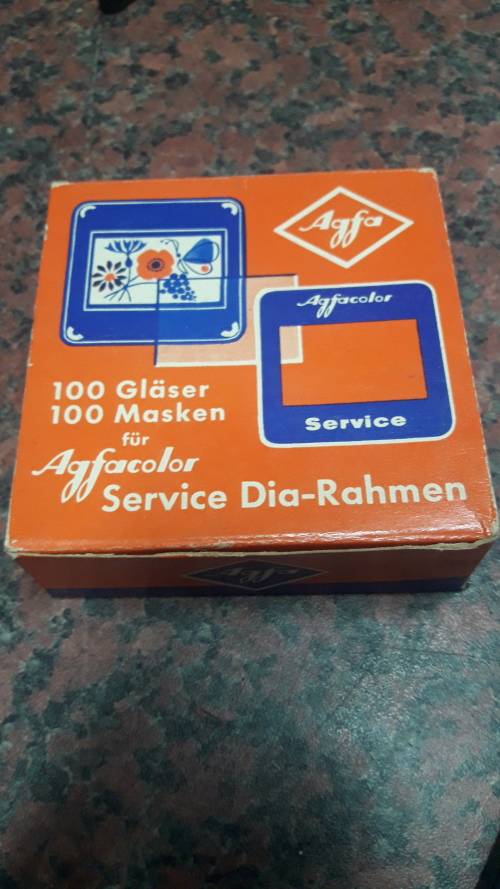 Agfa
Agfacolor
Service
100 Gläser
100 Masken
für
Agfacolor
Service Dia-Rahmen
Agfa